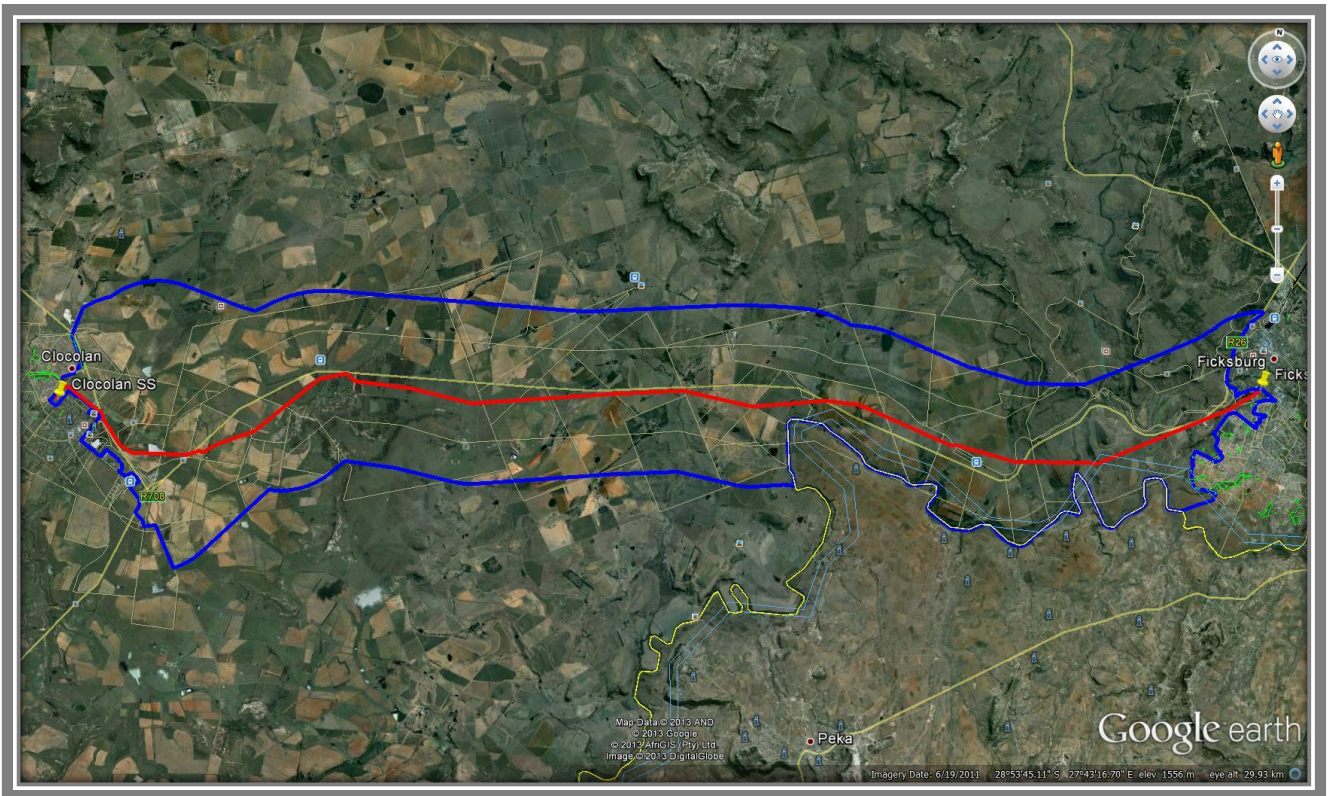 N
Clocolan
Clocolan SS
R26
Ficksburg
Ficks
R708
Map Data © 2013 AND
© 2013 Google
© 2013 AfriGIS (Pty) Ltd.
Image © 2013 DigitalGlobe
Peka
Google earth
Imagery Date: 6/19/2011 28°53'45.11" S 27°43'16.70" E elev 1556 m eye alt 29.93 km